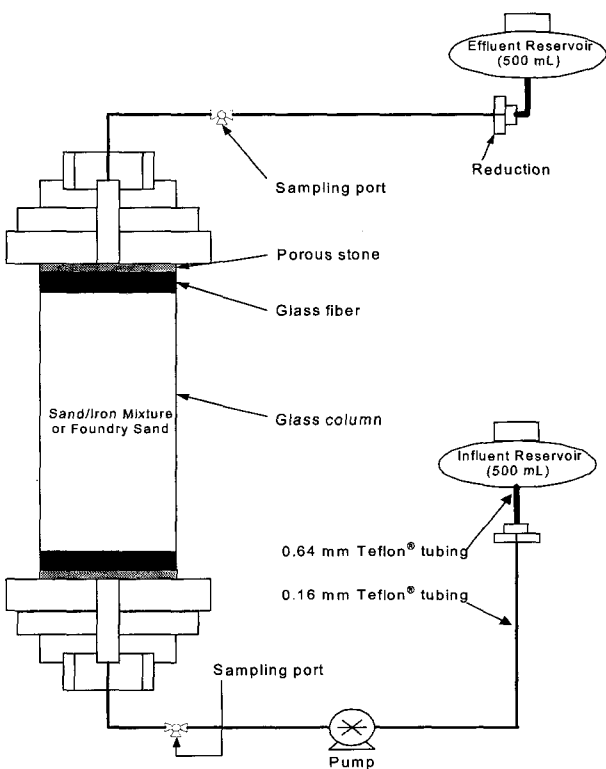 Effluent Reservoir
(500 mL)
Reduction
Sampling port
Porous stone
Glass fiber
Sand/Iron Mixture
or Foundry Sand
Glass column
Influent Reservoir
(500 mL)
0.64 mm Teflon® tubing
0.16 mm Teflon® tubing
Sampling port
Pump